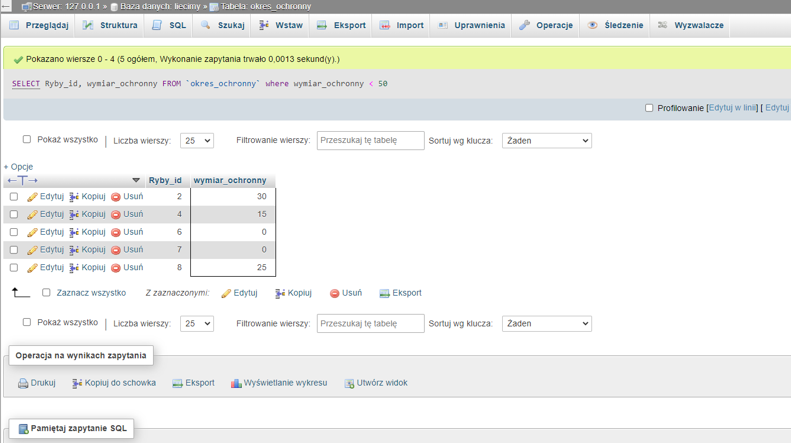 Serwer: 127.0.0.1 » Baza danych: liecimy » Tabela: okres_ochronny
Przeglądaj Struktura SQL Szukaj Wstaw Eksport Import Uprawnienia Operacje Śledzenie Wyzwalacze
Pokazano wiersze 0 - 4 (5 ogółem, Wykonanie zapytania trwało 0,0013 sekund(y).)
SELECT Ryby_id, wymiar_ochronny FROM `okres_ochronny` where wymiar_ochronny < 50
Profilowanie [Edytuj w linii] [ Edytuj
Pokaż wszystko | Liczba wierszy: 25 Filtrowanie wierszy: Przeszukaj tę tabelę Sortuj wg klucza: Żaden
+ Opcje
←T→ Ryby_id wymiar_ochronny
Edytuj Kopiuj Usuń 2 30
Edytuj Kopiuj Usuń 4 15
Edytuj Kopiuj Usuń 6 0
Edytuj Kopiuj Usuń 7 0
Edytuj Kopiuj Usuń 8 25
Zaznacz wszystko Z zaznaczonymi: Edytuj Kopiuj Usuń Eksport
Pokaż wszystko | Liczba wierszy: 25 Filtrowanie wierszy: Przeszukaj tę tabelę Sortuj wg klucza: Żaden
Operacja na wynikach zapytania
Drukuj Kopiuj do schowka Eksport Wyświetlanie wykresu Utwórz widok
Pamiętaj zapytanie SQL